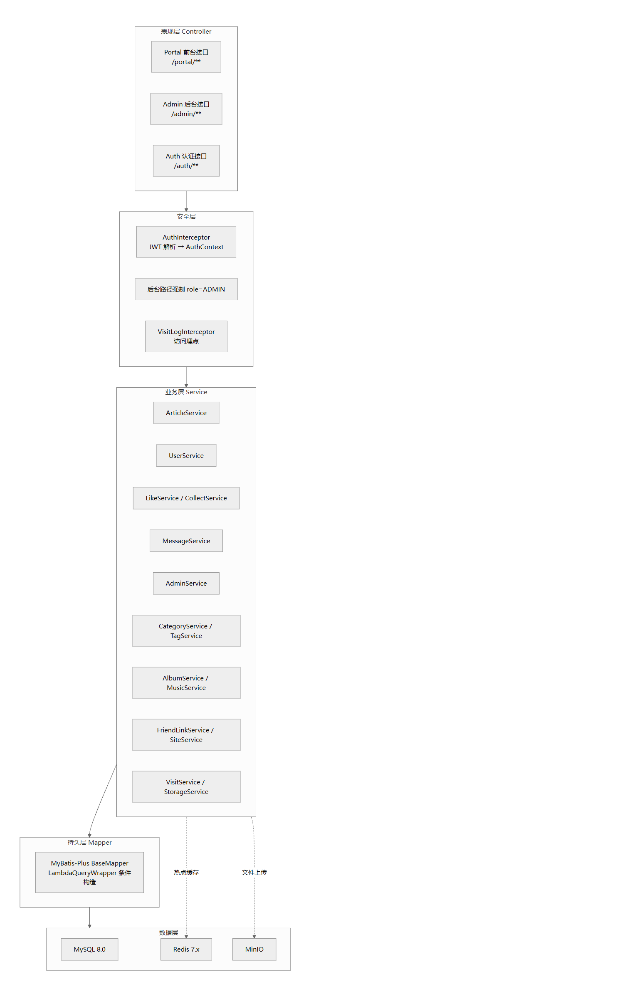 表现层 Controller
Portal 前台接口
/portal/**
Admin 后台接口
/admin/**
Auth 认证接口
/auth/**
安全层
AuthInterceptor
JWT 解析 → AuthContext
后台路径强制 role=ADMIN
VisitLogInterceptor
访问埋点
业务层 Service
ArticleService
UserService
LikeService / CollectService
MessageService
AdminService
CategoryService /
TagService
AlbumService /
MusicService
FriendLinkService /
SiteService
VisitService /
StorageService
持久层 Mapper
MyBatis-Plus BaseMapper
LambdaQueryWrapper 条件
构造
热点缓存
文件上传
数据层
MySQL 8.0
Redis 7.x
MinIO